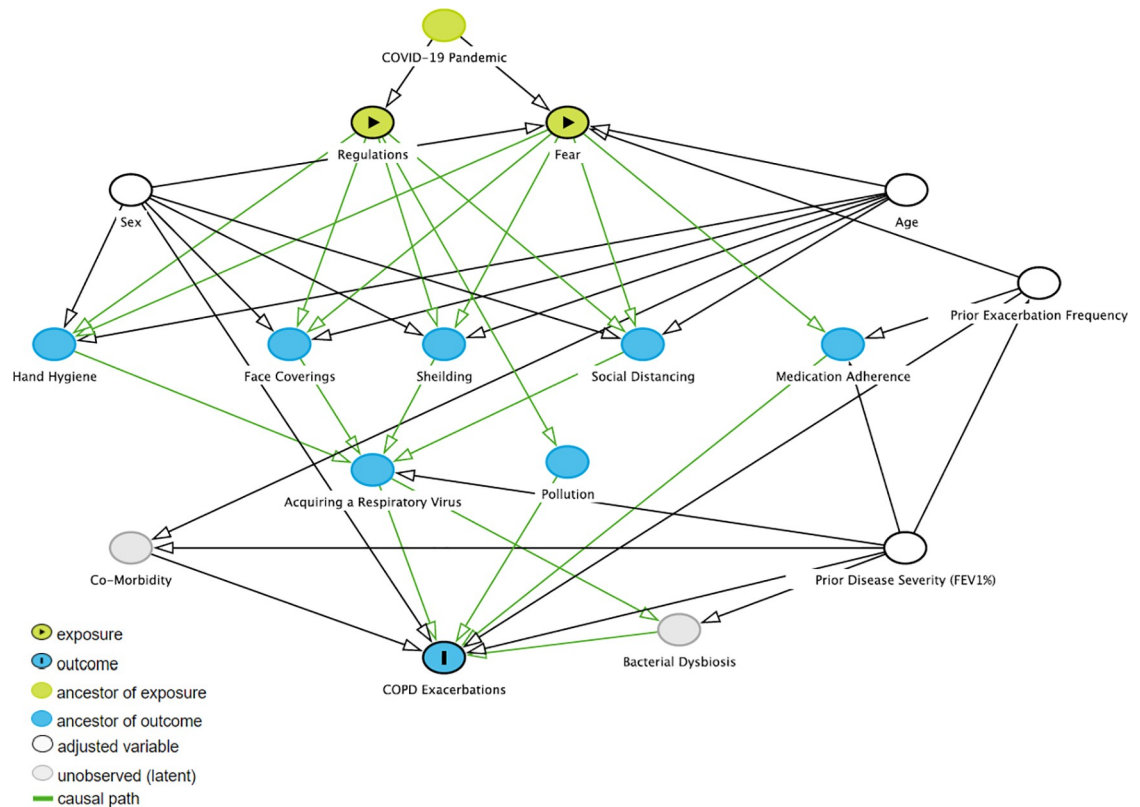 COVID-19 Pandemic
Regulations
Fear
Sex
Age
Prior Exacerbation Frequency
Hand Hygiene
Face Coverings
Sheilding
Social Distancing
Medication Adherence
Acquiring a Respiratory Virus
Pollution
Co-Morbidity
Prior Disease Severity (FEV1%)
Bacterial Dysbiosis
COPD Exacerbations
exposure
outcome
ancestor of exposure
ancestor of outcome
adjusted variable
unobserved (latent)
causal path